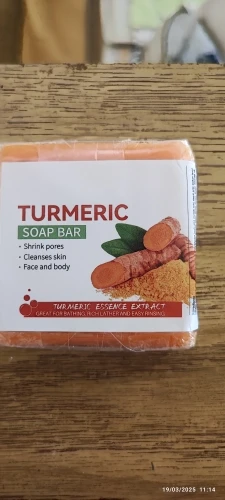 TURMERIC
SOAP BAR
• Shrink pores
• Cleanses skin
• Face and body
TURMERIC ESSENCE EXTRACT
GREAT FOR BATHING, RICH LATHER AND EASY RINSING
19/03/2025 11:14